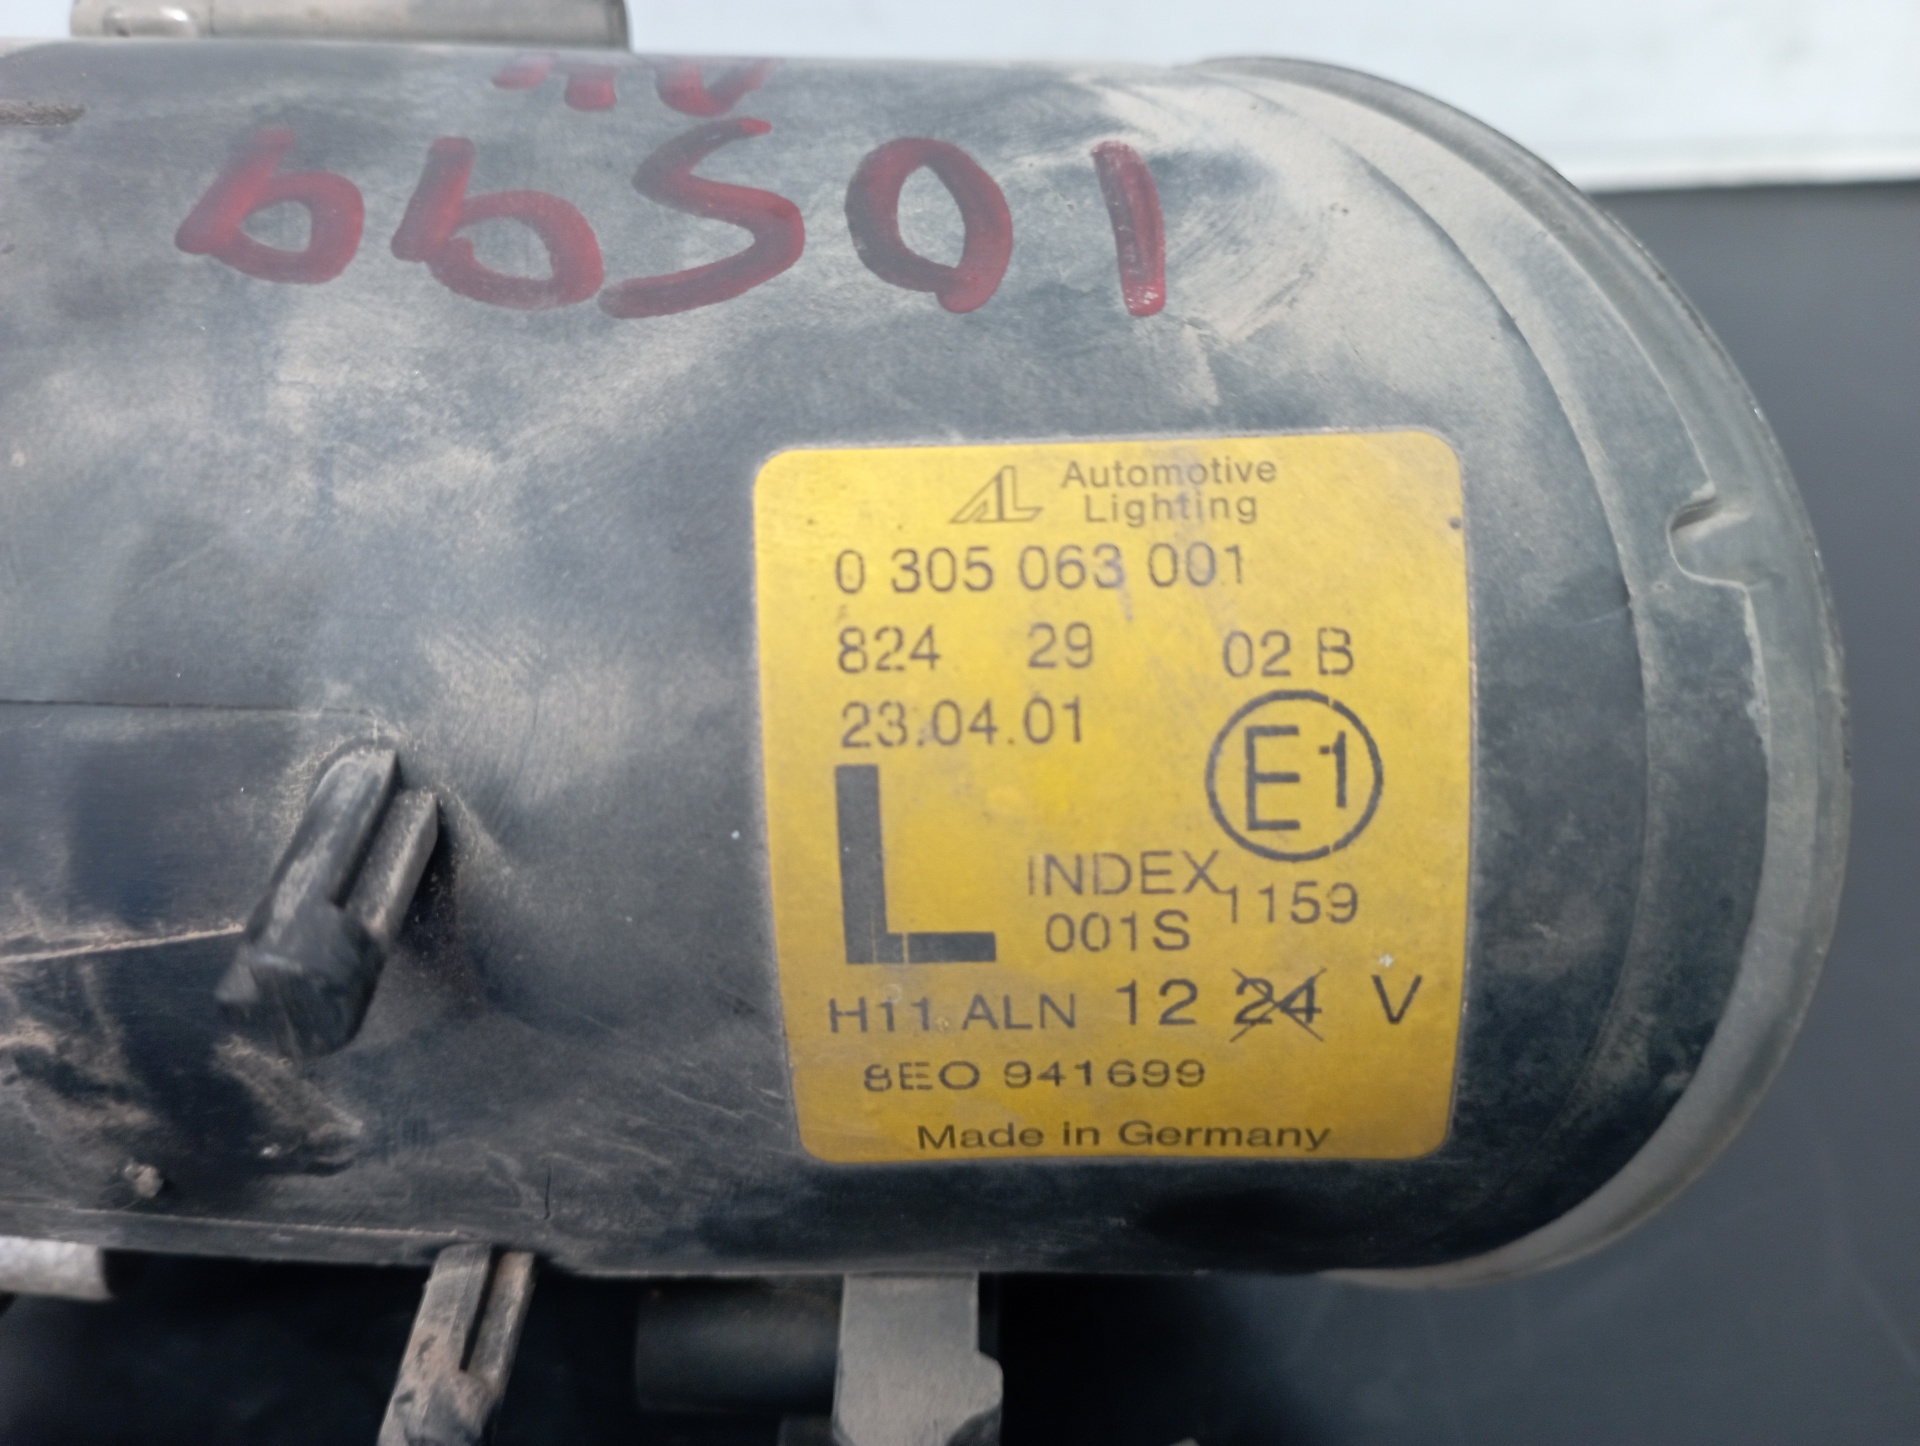 66501
AL Automotive
Lighting
0 305 063 001
824 29 02 B
23.04.01
E1
L
INDEX 1159
001S
H11 ALN 12 24 V
8E0 941699
Made in Germany